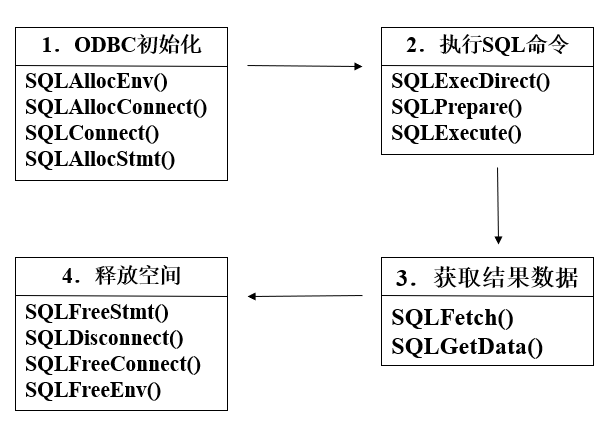 1．ODBC初始化
SQLAllocEnv()
SQLAllocConnect()
SQLConnect()
SQLAllocStmt()
2．执行SQL命令
SQLExecDirect()
SQLPrepare()
SQLExecute()
3．获取结果数据
SQLFetch()
SQLGetData()
4．释放空间
SQLFreeStmt()
SQLDisconnect()
SQLFreeConnect()
SQLFreeEnv()